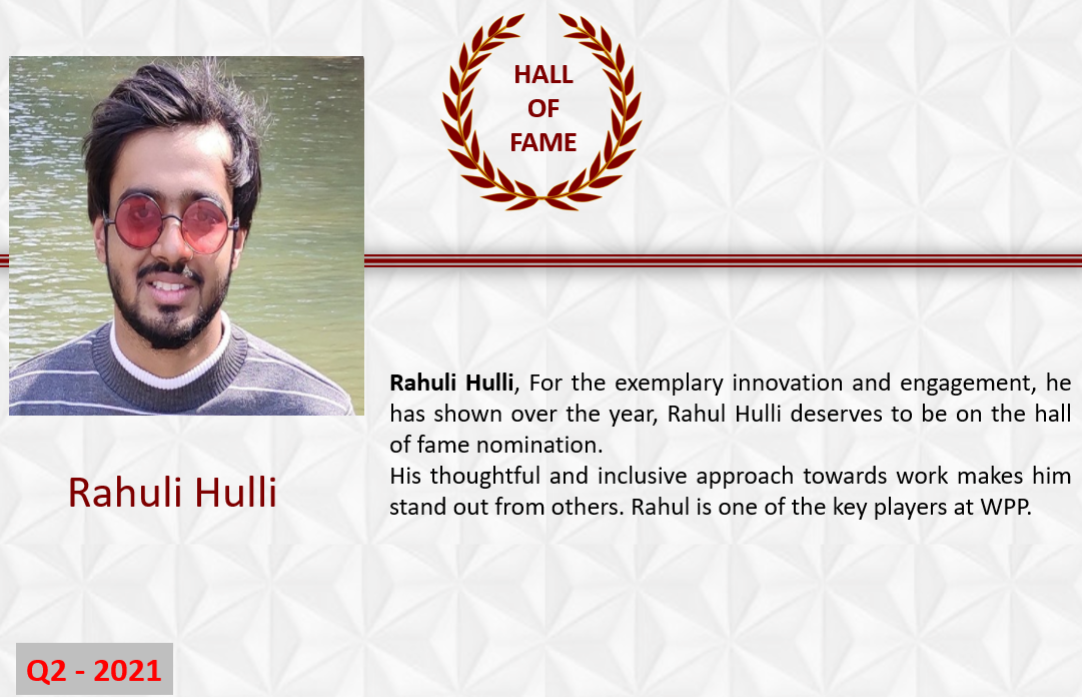 HALL
OF
FAME
Rahuli Hulli, For the exemplary innovation and engagement, he
has shown over the year, Rahul Hulli deserves to be on the hall
of fame nomination.
His thoughtful and inclusive approach towards work makes him
stand out from others. Rahul is one of the key players at WPP.
Rahuli Hulli
Q2 - 2021